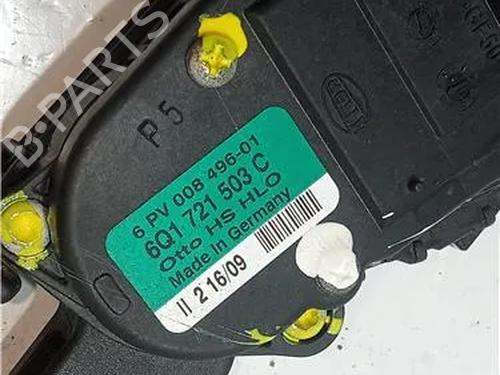 B-PARTS
P5
6 PV 008 496-01
6Q1 721 503 C
Otto HS HLO
Made in Germany
II 2 16/09